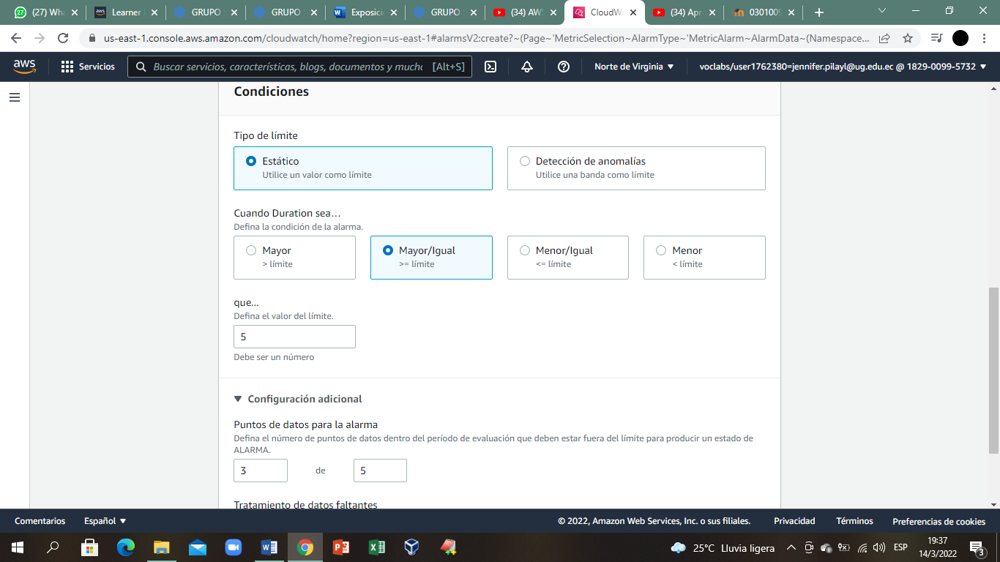 (27) Wha
aws Learner
GRUPO
GRUPO
Exposici
GRUPO
(34) AW
CloudWa
(34) Apr
0301009
us-east-1.console.aws.amazon.com/cloudwatch/home?region=us-east-1#alarmsV2:create?~(Page~'MetricSelection~AlarmType~'MetricAlarm~AlarmData~(Namespace...
aws
Servicios
Buscar servicios, características, blogs, documentos y mucho [Alt+S]
Norte de Virginia
voclabs/user1762380=jennifer.pilayl@ug.edu.ec @ 1829-0099-5732
Condiciones
Tipo de límite
Estático
Utilice un valor como límite
Detección de anomalías
Utilice una banda como límite
Cuando Duration sea…
Defina la condición de la alarma.
Mayor
> límite
Mayor/Igual
>= límite
Menor/Igual
<= límite
Menor
< límite
que...
Defina el valor del límite.
5
Debe ser un número
Configuración adicional
Puntos de datos para la alarma
Defina el número de puntos de datos dentro del período de evaluación que deben estar fuera del límite para producir un estado de
ALARMA.
3 de 5
Tratamiento de datos faltantes
Comentarios
Español
© 2022, Amazon Web Services, Inc. o sus filiales.
Privacidad
Términos
Preferencias de cookies
25°C Lluvia ligera
ESP
19:37
14/3/2022
3